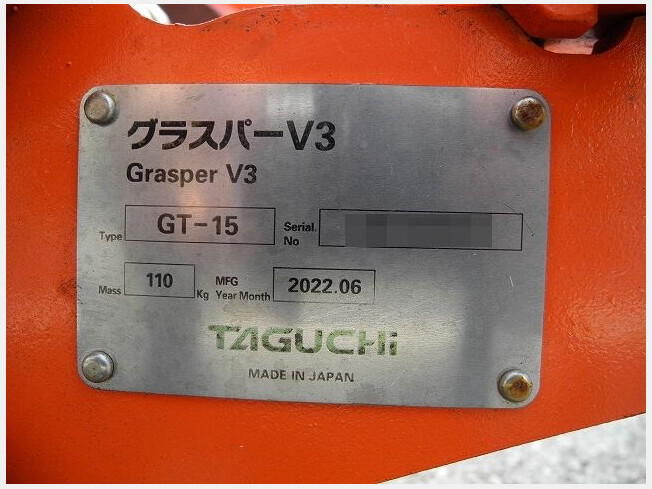 グラスパーV3
Grasper V3
Type GT-15 Serial. No
Mass 110 Kg MFG Year Month 2022.06
TAGUCHi
MADE IN JAPAN